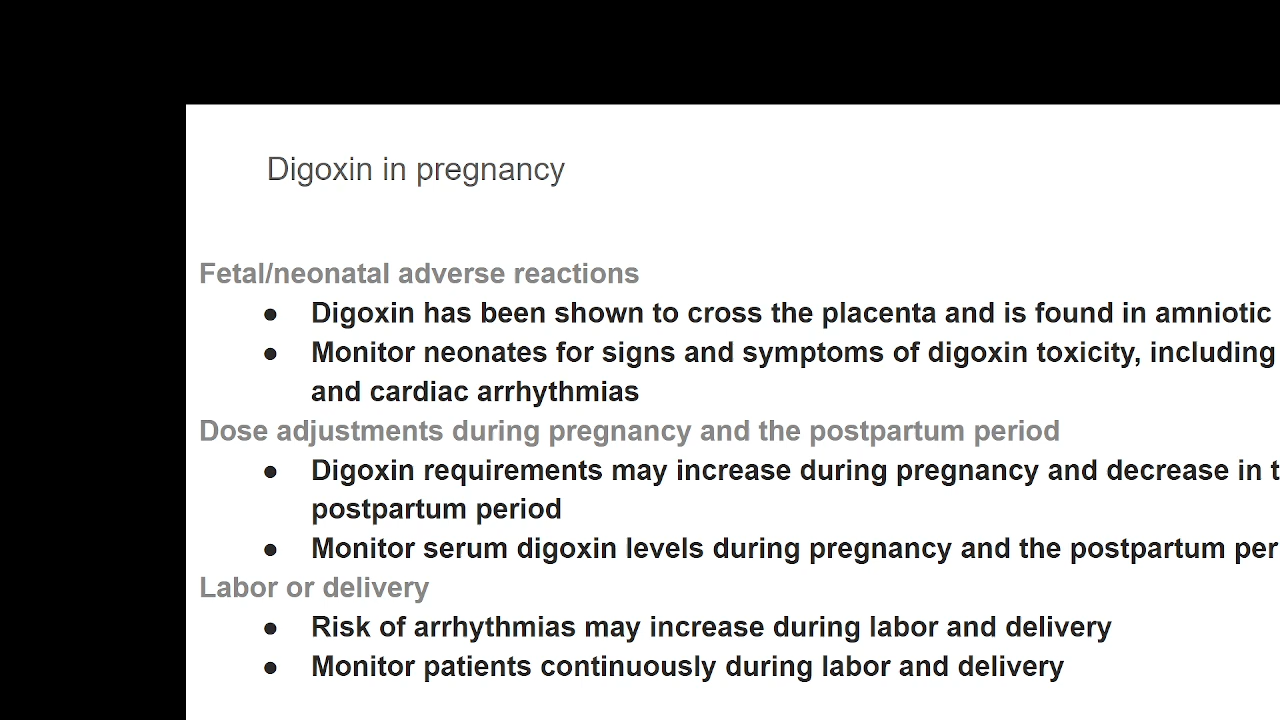 Digoxin in pregnancy
Fetal/neonatal adverse reactions
● Digoxin has been shown to cross the placenta and is found in amniotic
● Monitor neonates for signs and symptoms of digoxin toxicity, including
and cardiac arrhythmias
Dose adjustments during pregnancy and the postpartum period
● Digoxin requirements may increase during pregnancy and decrease in
postpartum period
● Monitor serum digoxin levels during pregnancy and the postpartum
Labor or delivery
● Risk of arrhythmias may increase during labor and delivery
● Monitor patients continuously during labor and delivery